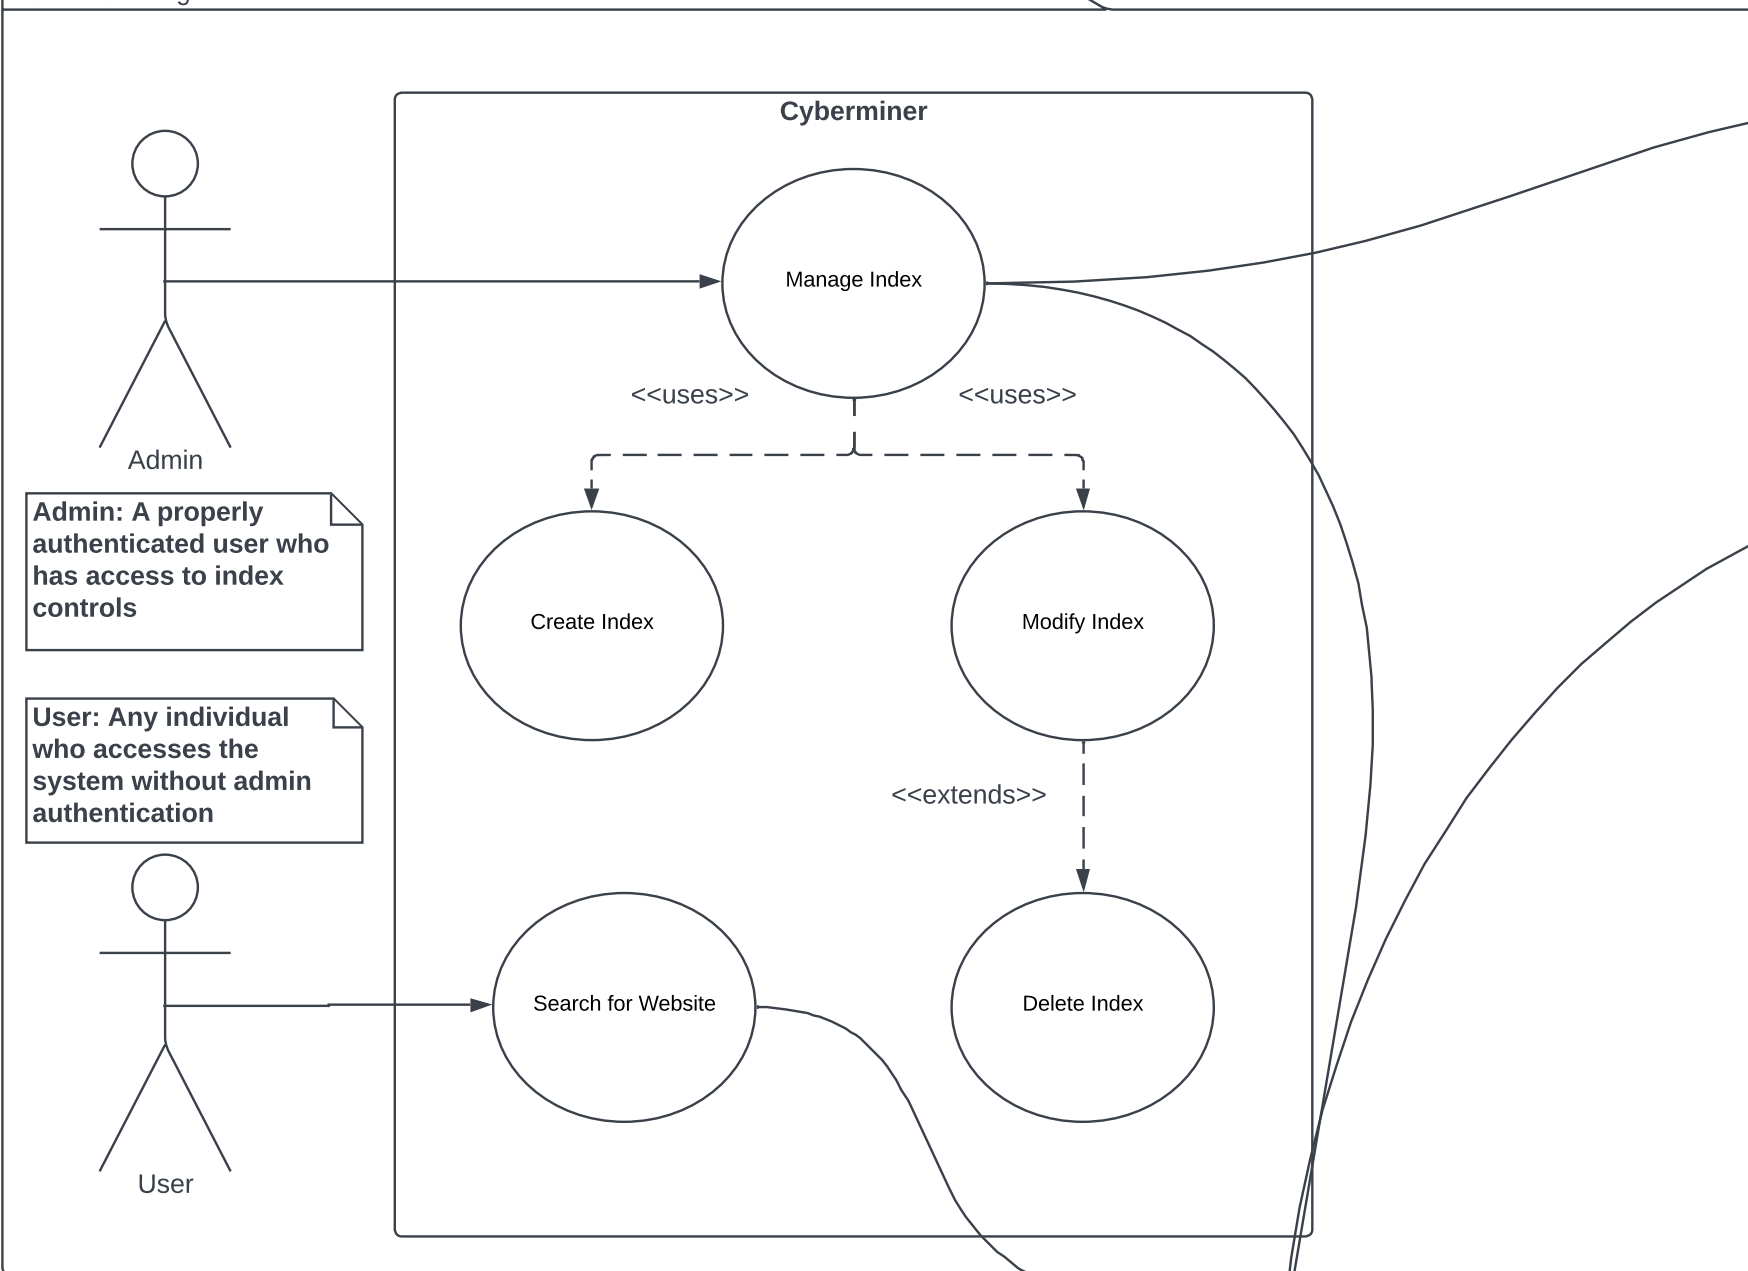 Cyberminer
Manage Index
<<uses>>
<<uses>>
Admin
Admin: A properly
authenticated user who
has access to index
controls
Create Index
Modify Index
User: Any individual
who accesses the
system without admin
authentication
<<extends>>
Search for Website
Delete Index
User